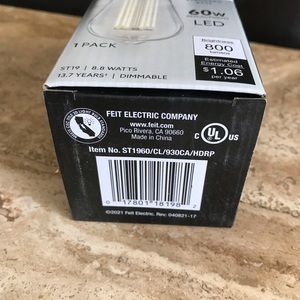 60W
LED
1 PACK
Brightness
800
lumens
ST19 | 8.8 WATTS
13.7 YEARS† | DIMMABLE
Estimated
Energy Cost
$1.06
per year
FEIT ELECTRIC COMPANY
www.feit.com
Pico Rivera, CA 90660
Made in China
C UL US
Item No. ST1960/CL/930CA/HDRP
0 17801 18198 2
©2021 Feit Electric. Rev: 040821-17